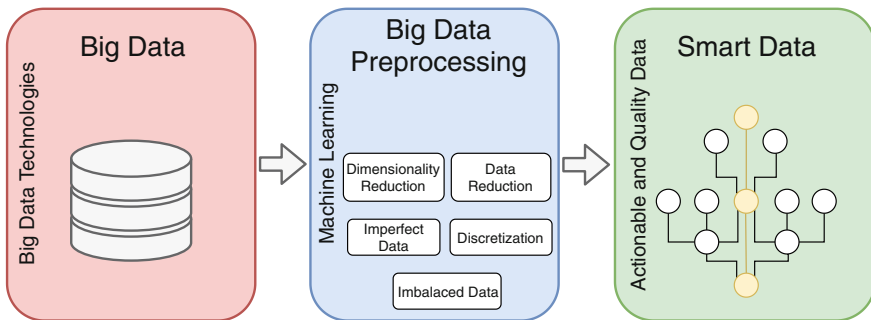 Big Data
Big Data Technologies
Big Data
Preprocessing
Machine Learning
Dimensionality
Reduction
Data
Reduction
Imperfect
Data
Discretization
Imbalaced Data
Smart Data
Actionable and Quality Data